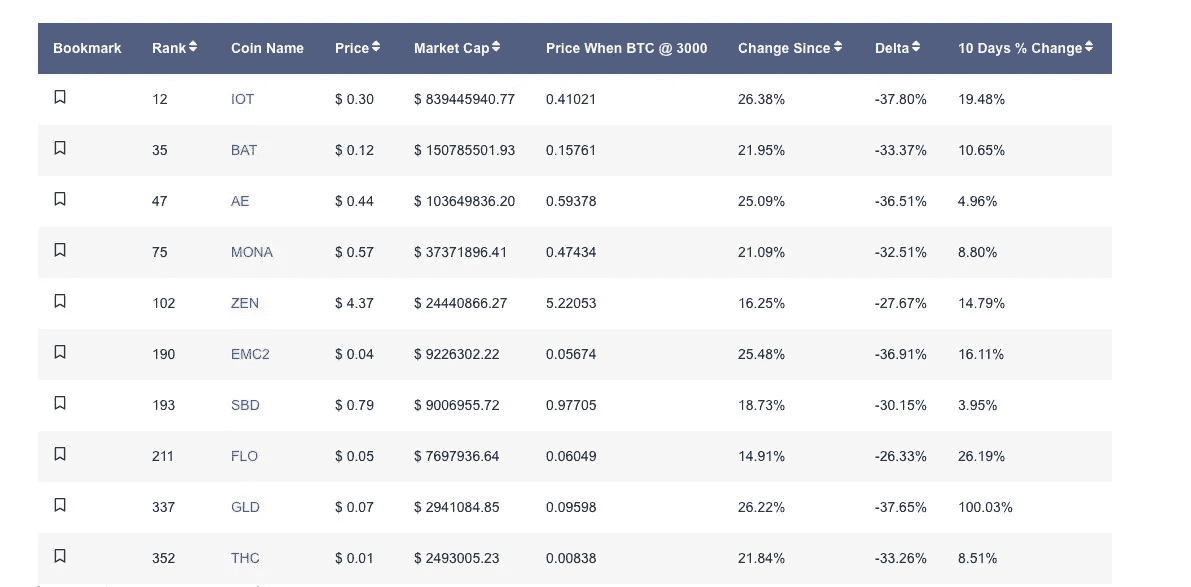 Bookmark Rank Coin Name Price Market Cap Price When BTC @ 3000 Change Since Delta 10 Days % Change
12 IOT $ 0.30 $ 839445940.77 0.41021 26.38% -37.80% 19.48%
35 BAT $ 0.12 $ 150785501.93 0.15761 21.95% -33.37% 10.65%
47 AE $ 0.44 $ 103649836.20 0.59378 25.09% -36.51% 4.96%
75 MONA $ 0.57 $ 37371896.41 0.47434 21.09% -32.51% 8.80%
102 ZEN $ 4.37 $ 24440866.27 5.22053 16.25% -27.67% 14.79%
190 EMC2 $ 0.04 $ 9226302.22 0.05674 25.48% -36.91% 16.11%
193 SBD $ 0.79 $ 9006955.72 0.97705 18.73% -30.15% 3.95%
211 FLO $ 0.05 $ 7697936.64 0.06049 14.91% -26.33% 26.19%
337 GLD $ 0.07 $ 2941084.85 0.09598 26.22% -37.65% 100.03%
352 THC $ 0.01 $ 2493005.23 0.00838 21.84% -33.26% 8.51%